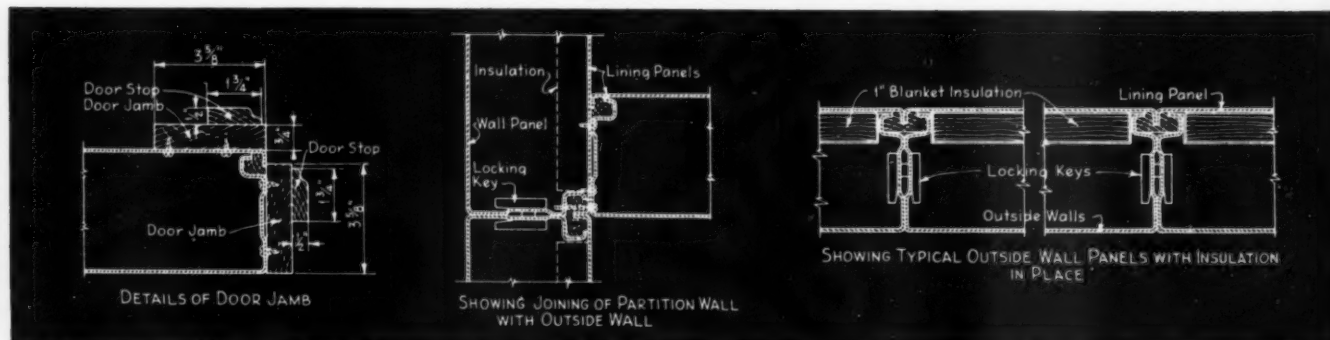 3 5/8"
1 3/4"
Door Stop
Door Jamb
1/2"
3/4"
Door Stop
1 3/4"
3 5/8"
Door Jamb
1/2"
DETAILS OF DOOR JAMB
Insulation
Lining Panels
Wall Panel
Locking
Key
SHOWING JOINING OF PARTITION WALL
WITH OUTSIDE WALL
1" Blanket Insulation
Lining Panel
Locking Keys
Outside Walls
SHOWING TYPICAL OUTSIDE WALL PANELS WITH INSULATION
IN PLACE